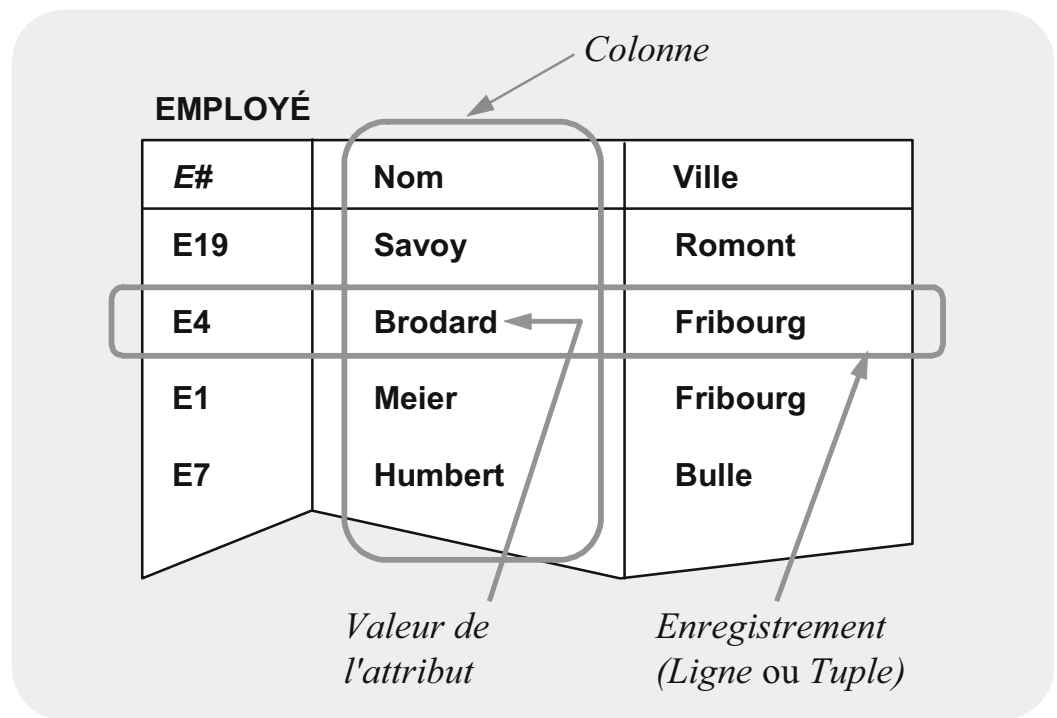 Colonne
EMPLOYÉ
E# Nom Ville
E19 Savoy Romont
E4 Brodard Fribourg
E1 Meier Fribourg
E7 Humbert Bulle
Valeur de
l'attribut
Enregistrement
(Ligne ou Tuple)